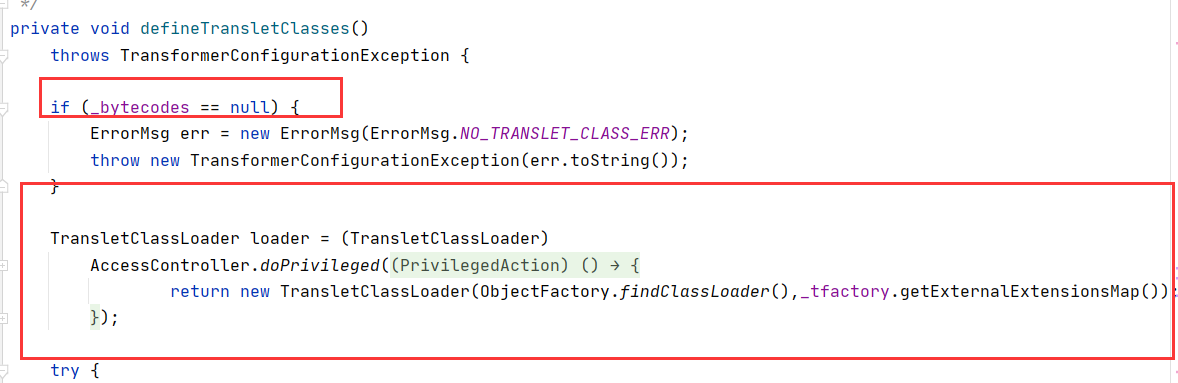 */
private void defineTransletClasses()
throws TransformerConfigurationException {
if (_bytecodes == null) {
ErrorMsg err = new ErrorMsg(ErrorMsg.NO_TRANSLET_CLASS_ERR);
throw new TransformerConfigurationException(err.toString());
}
TransletClassLoader loader = (TransletClassLoader)
AccessController.doPrivileged((PrivilegedAction) () → {
return new TransletClassLoader(ObjectFactory.findClassLoader(),_tfactory.getExternalExtensionsMap());
});
try {